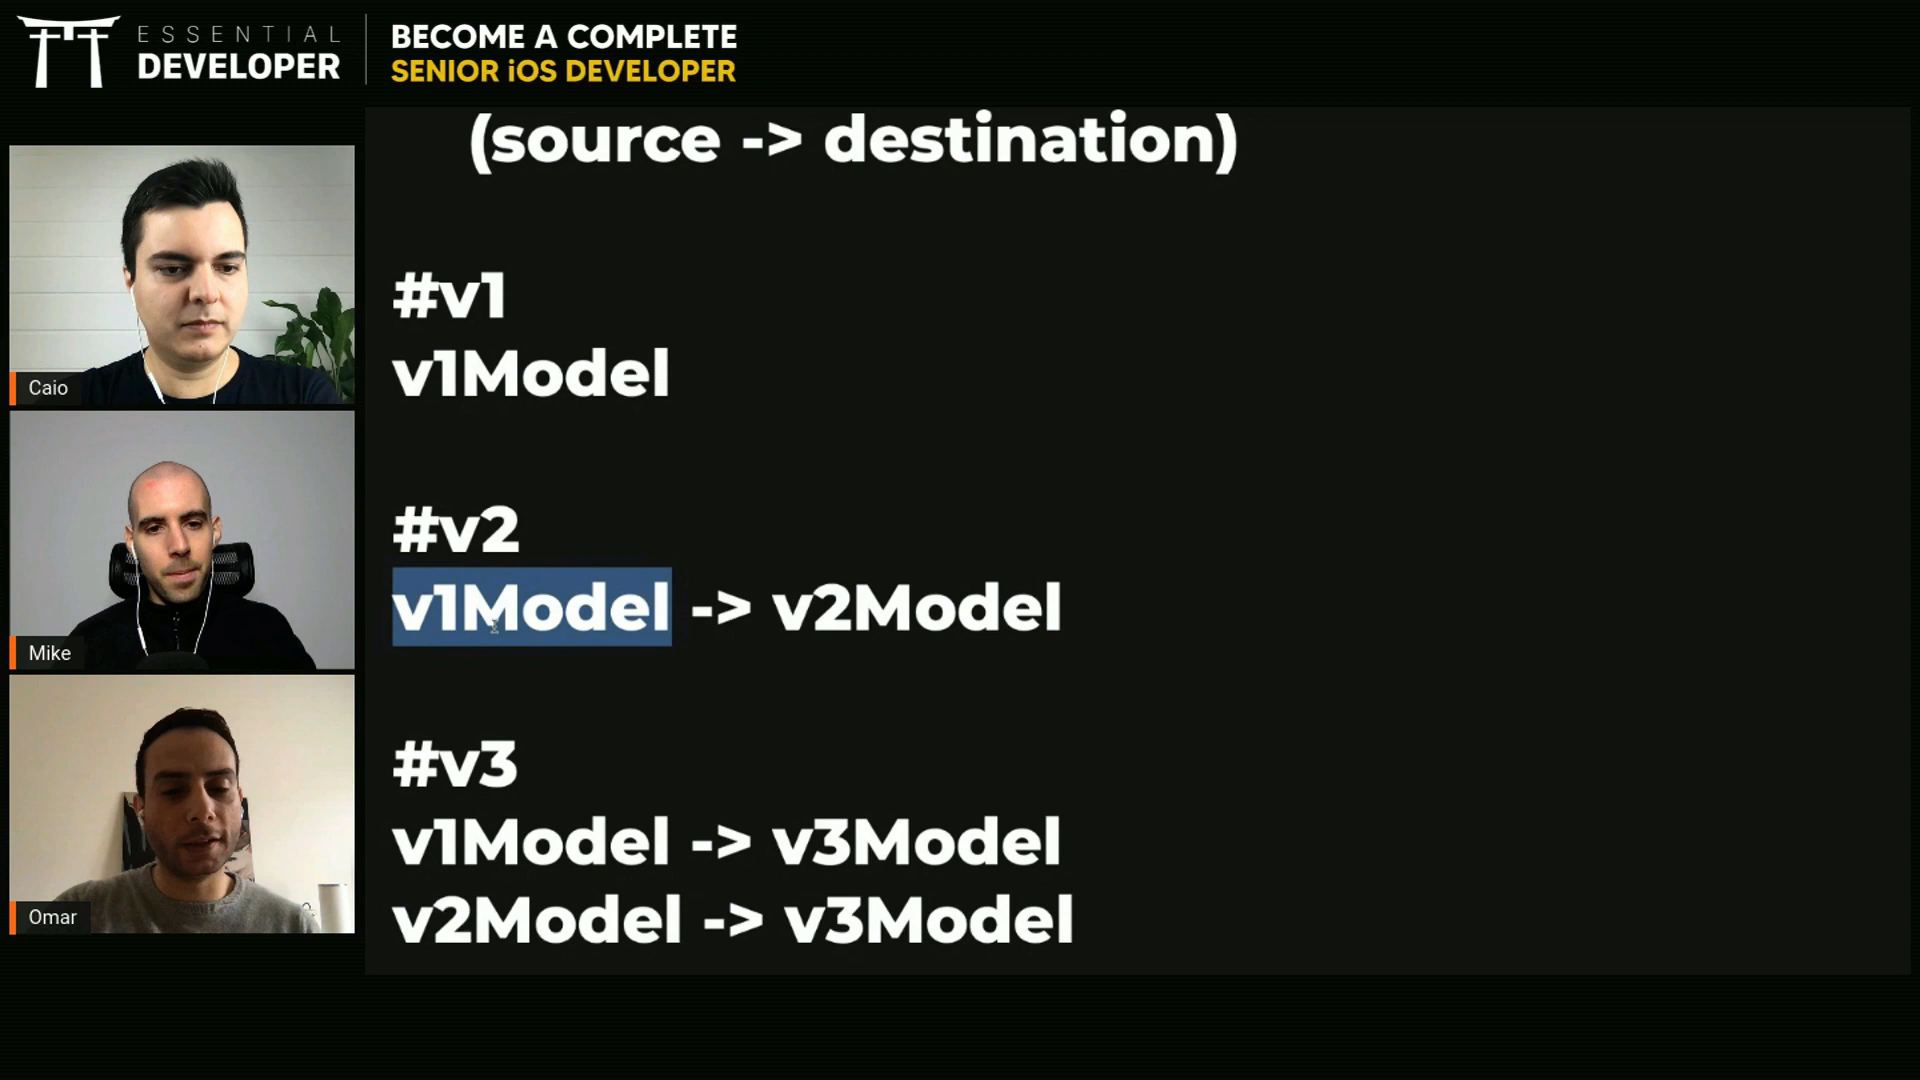 ESSENTIAL
DEVELOPER
BECOME A COMPLETE
SENIOR iOS DEVELOPER
(source -> destination)
#v1
v1Model
#v2
v1Model -> v2Model
#v3
v1Model -> v3Model
v2Model -> v3Model
Caio
Mike
Omar